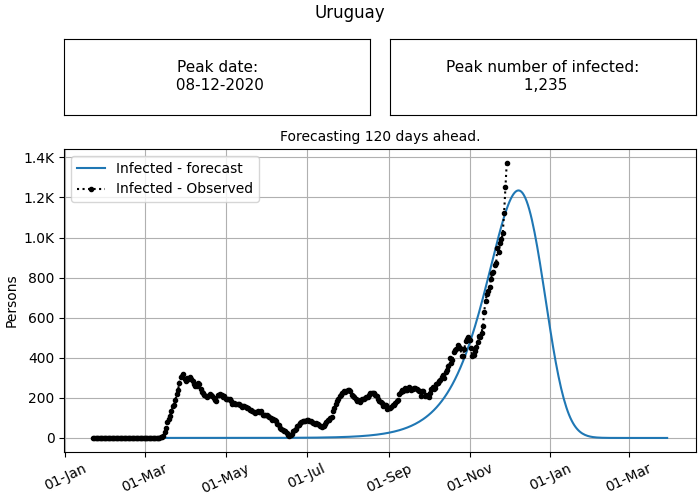 Uruguay
Peak date:
08-12-2020
Peak number of infected:
1,235
Forecasting 120 days ahead.
Infected - forecast
Infected - Observed
1.4K
1.2K
1.0K
800
600
400
200
0
Persons
01-Jan
01-Mar
01-May
01-Jul
01-Sep
01-Nov
01-Jan
01-Mar